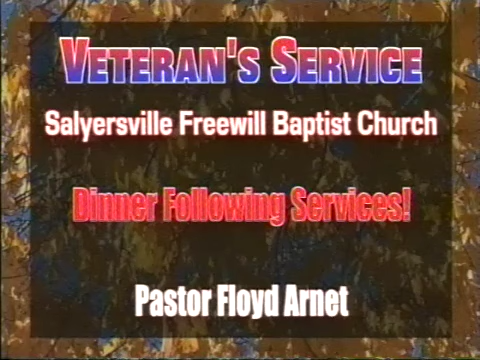 VETERAN'S SERVICE
Salyersville Freewill Baptist Church
Dinner Following Services!
Pastor Floyd Arnet